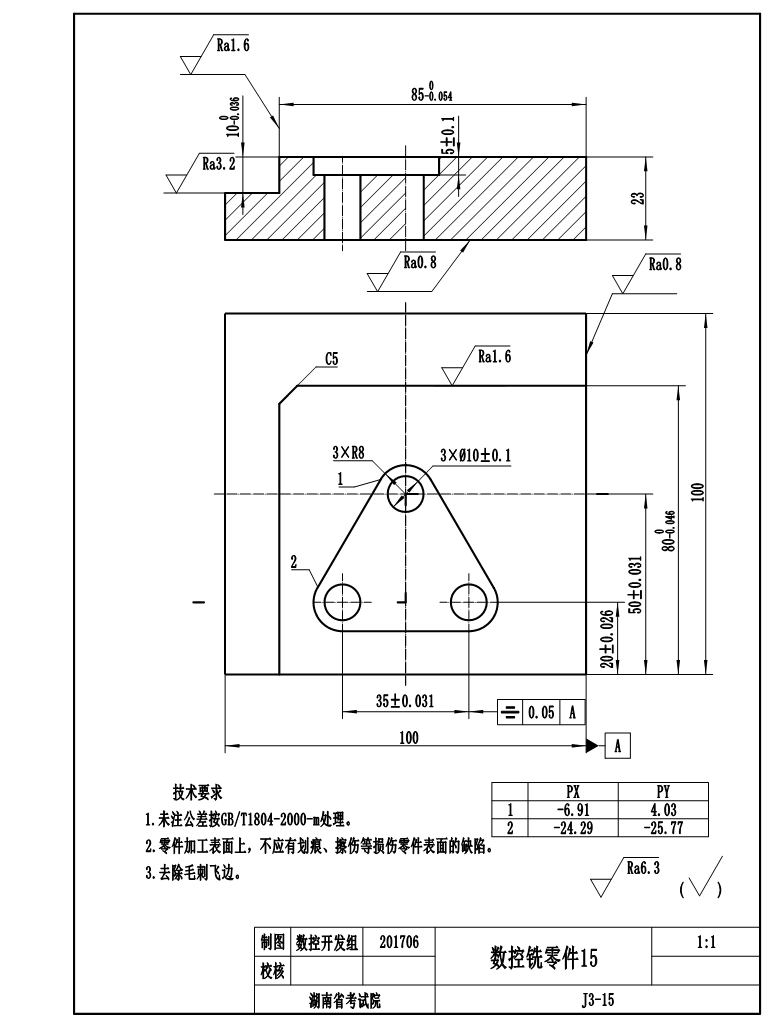 Ra1.6
85 0 -0.054
10 0 -0.036
5±0.1
Ra3.2
23
Ra0.8
Ra0.8
C5
Ra1.6
3×R8
3×Ø10±0.1
1
2
100
80 0 -0.046
50±0.031
20±0.026
35±0.031
0.05 A
100
A
技术要求
1.未注公差按GB/T1804-2000-m处理。
2.零件加工表面上，不应有划痕、擦伤等损伤零件表面的缺陷。
3.去除毛刺飞边。
PX PY
1 -6.91 4.03
2 -24.29 -25.77
Ra6.3
( )
制图 数控开发组 201706 数控铣零件15 1:1
校核
湖南省考试院 J3-15